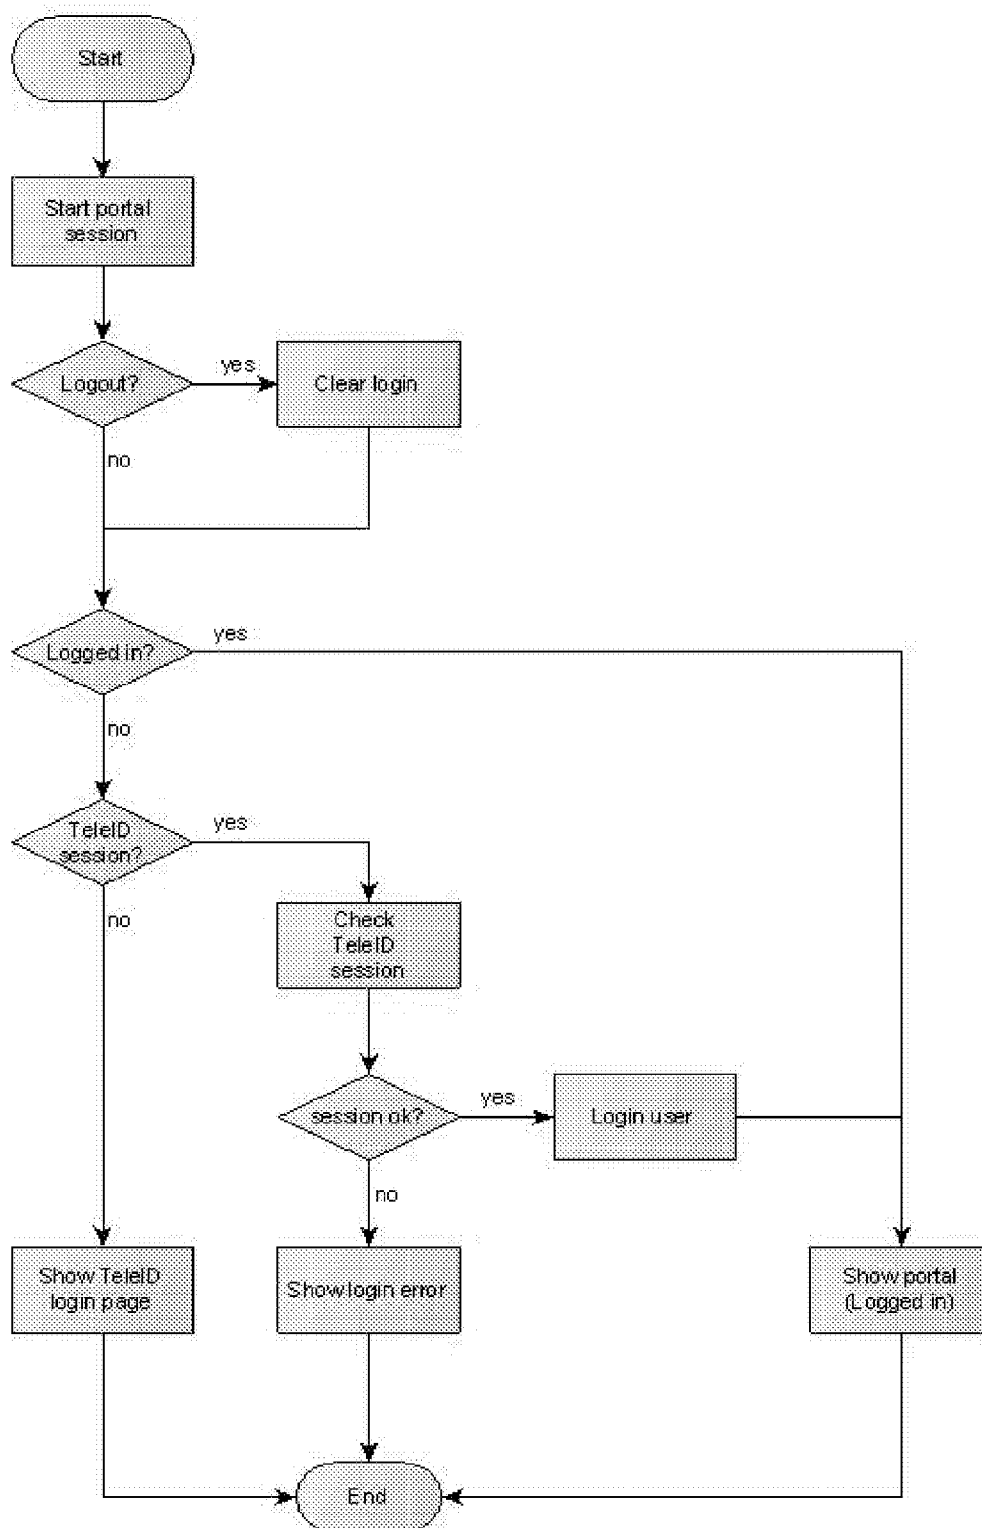 Start
Start portal
session
Logout?
yes
Clear login
no
Logged in?
yes
no
TeleID
session?
yes
no
Check
TeleID
session
session ok?
yes
Login user
no
Show TeleID
login page
Show login error
Show portal
(Logged in)
End